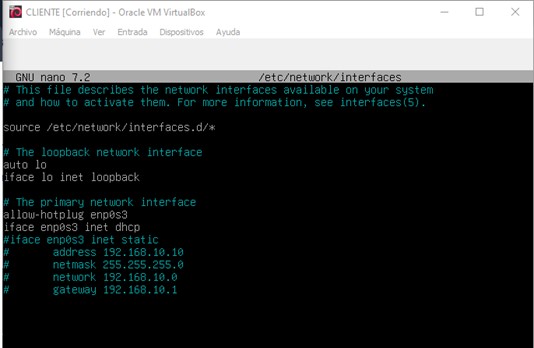 CLIENTE [Corriendo] - Oracle VM VirtualBox
Archivo Máquina Ver Entrada Dispositivos Ayuda
GNU nano 7.2 /etc/network/interfaces
# This file describes the network interfaces available on your system
# and how to activate them. For more information, see interfaces(5).
source /etc/network/interfaces.d/*
# The loopback network interface
auto lo
iface lo inet loopback
# The primary network interface
allow-hotplug enp0s3
iface enp0s3 inet dhcp
#iface enp0s3 inet static
# address 192.168.10.10
# netmask 255.255.255.0
# network 192.168.10.0
# gateway 192.168.10.1